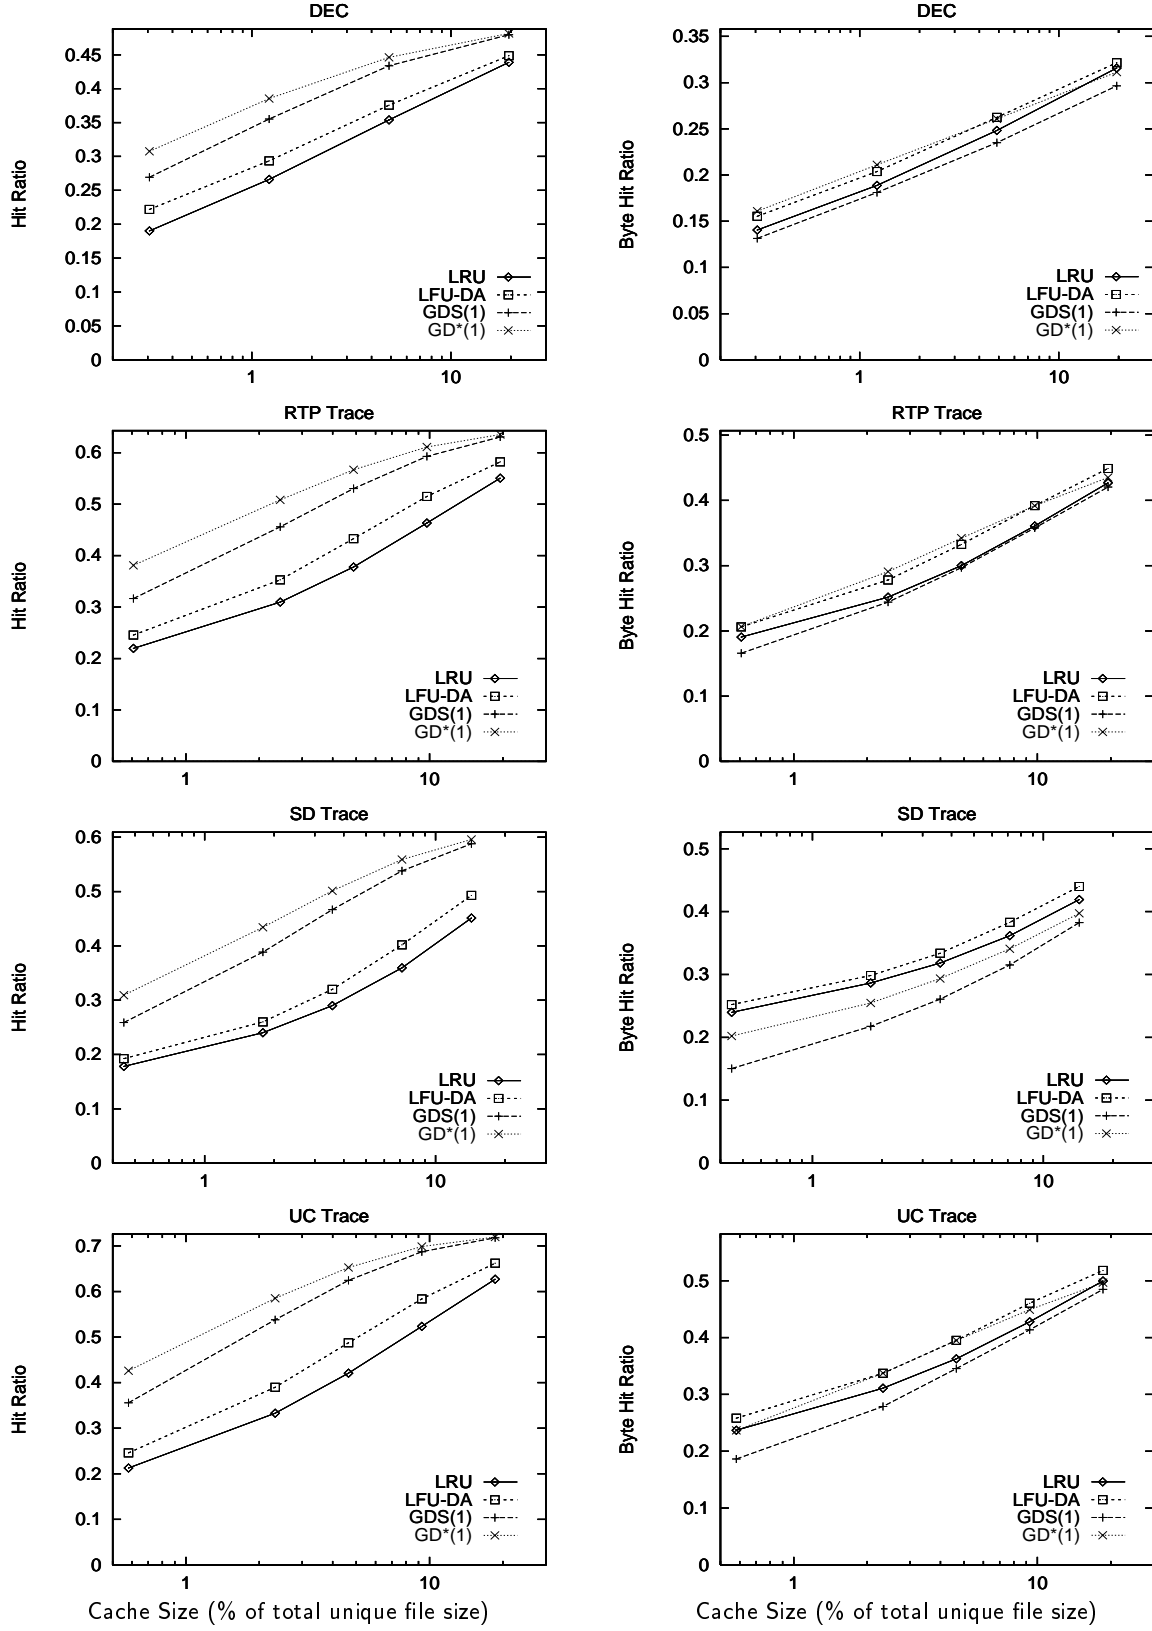 DEC
Hit Ratio
0.45
0.4
0.35
0.3
0.25
0.2
0.15
0.1
0.05
0
LRU
LFU-DA
GDS(1)
GD*(1)
1 10
DEC
Byte Hit Ratio
0.35
0.3
0.25
0.2
0.15
0.1
0.05
0
LRU
LFU-DA
GDS(1)
GD*(1)
1 10
RTP Trace
Hit Ratio
0.6
0.5
0.4
0.3
0.2
0.1
0
LRU
LFU-DA
GDS(1)
GD*(1)
1 10
RTP Trace
Byte Hit Ratio
0.5
0.4
0.3
0.2
0.1
0
LRU
LFU-DA
GDS(1)
GD*(1)
1 10
SD Trace
Hit Ratio
0.6
0.5
0.4
0.3
0.2
0.1
0
LRU
LFU-DA
GDS(1)
GD*(1)
1 10
SD Trace
Byte Hit Ratio
0.5
0.4
0.3
0.2
0.1
0
LRU
LFU-DA
GDS(1)
GD*(1)
1 10
UC Trace
Hit Ratio
0.7
0.6
0.5
0.4
0.3
0.2
0.1
0
LRU
LFU-DA
GDS(1)
GD*(1)
1 10
Cache Size (% of total unique file size)
UC Trace
Byte Hit Ratio
0.5
0.4
0.3
0.2
0.1
0
LRU
LFU-DA
GDS(1)
GD*(1)
1 10
Cache Size (% of total unique file size)